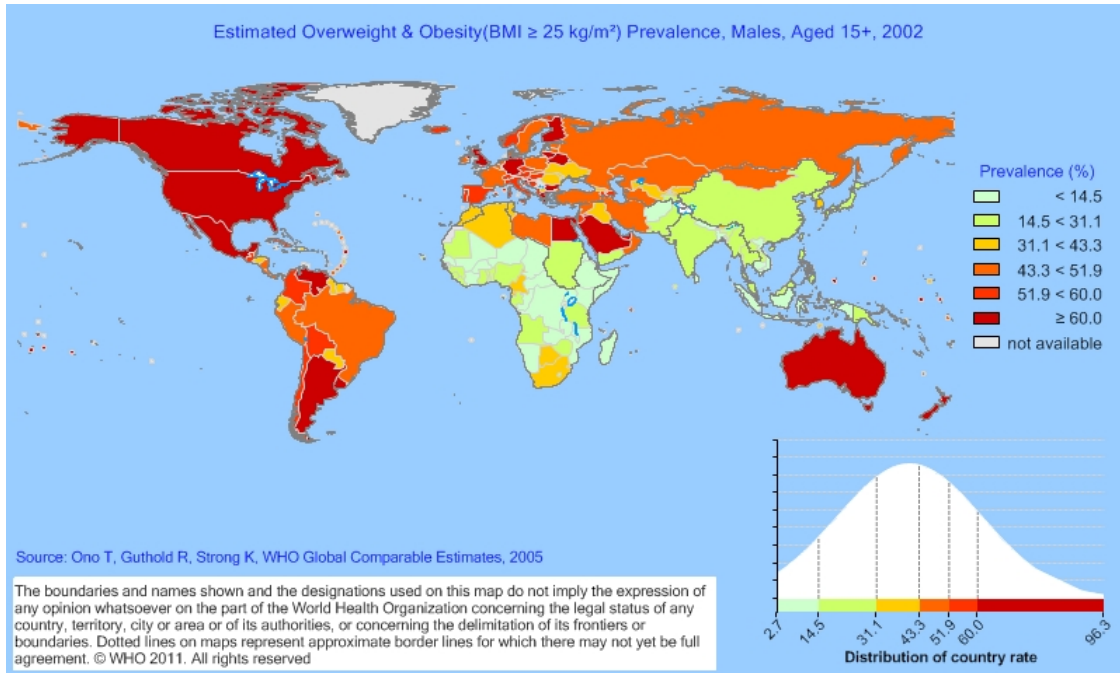 Estimated Overweight & Obesity(BMI ≥ 25 kg/m²) Prevalence, Males, Aged 15+, 2002
Prevalence (%)
< 14.5
14.5 < 31.1
31.1 < 43.3
43.3 < 51.9
51.9 < 60.0
≥ 60.0
not available
Source: Ono T, Guthold R, Strong K, WHO Global Comparable Estimates, 2005
The boundaries and names shown and the designations used on this map do not imply the expression of
any opinion whatsoever on the part of the World Health Organization concerning the legal status of any
country, territory, city or area or of its authorities, or concerning the delimitation of its frontiers or
boundaries. Dotted lines on maps represent approximate border lines for which there may not yet be full
agreement. © WHO 2011. All rights reserved
2.7 14.5 31.1 43.3 51.9 60.0 96.3
Distribution of country rate